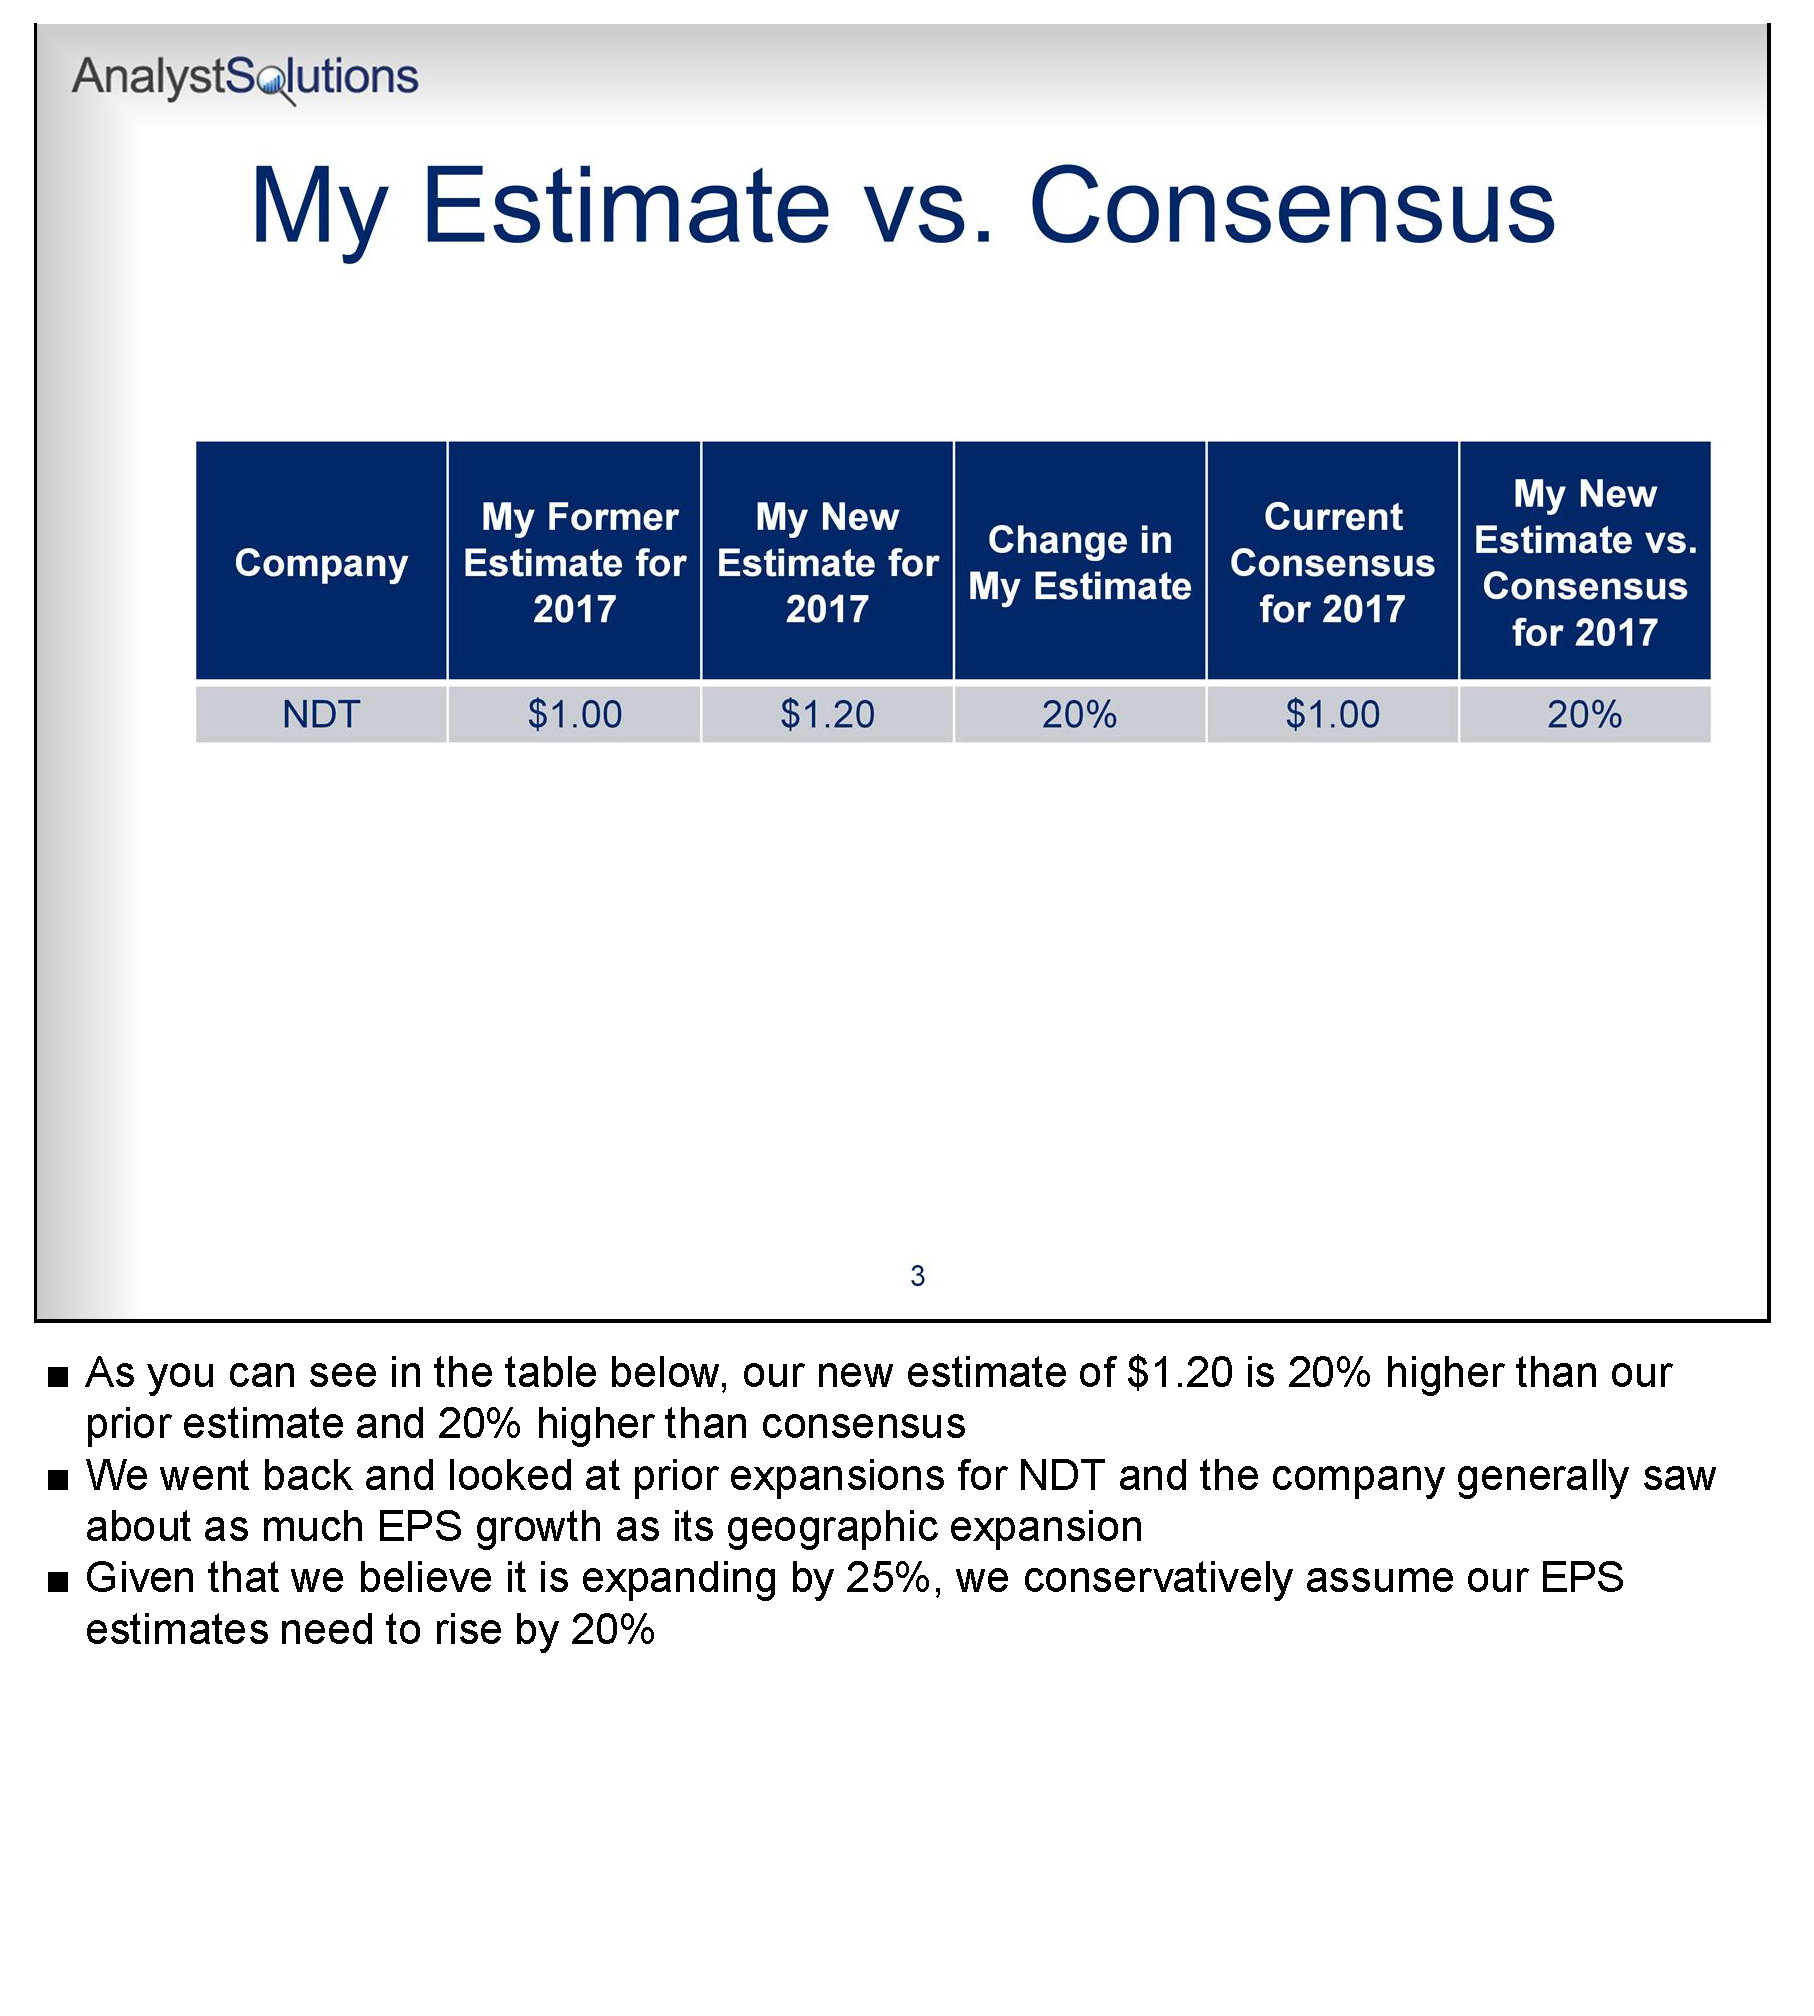 AnalystSolutions
My Estimate vs. Consensus
Company
My Former
Estimate for
2017
My New
Estimate for
2017
Change in
My Estimate
Current
Consensus
for 2017
My New
Estimate vs.
Consensus
for 2017
NDT $1.00 $1.20 20% $1.00 20%
3
■ As you can see in the table below, our new estimate of $1.20 is 20% higher than our
prior estimate and 20% higher than consensus
■ We went back and looked at prior expansions for NDT and the company generally saw
about as much EPS growth as its geographic expansion
■ Given that we believe it is expanding by 25%, we conservatively assume our EPS
estimates need to rise by 20%